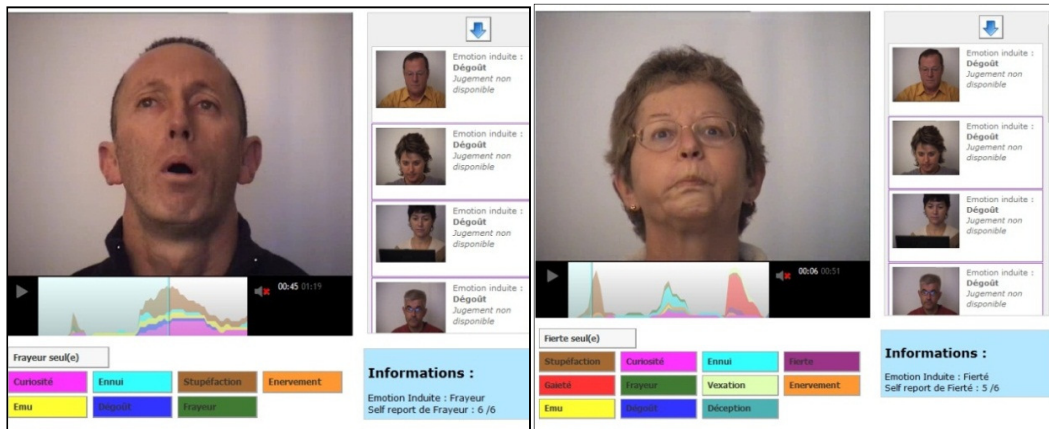 Emotion induite :
Dégoût
Jugement non
disponible
Emotion induite :
Dégoût
Jugement non
disponible
Emotion induite :
Dégoût
Jugement non
disponible
Emotion induite :
Dégoût
Jugement non
disponible
00:45 01:19
Frayeur seul(e)
Curiosité Ennui Stupéfaction Enervement
Emu Dégoût Frayeur
Informations :
Emotion Induite : Frayeur
Self report de Frayeur : 6 /6
Emotion induite :
Dégoût
Jugement non
disponible
Emotion induite :
Dégoût
Jugement non
disponible
Emotion induite :
Dégoût
Jugement non
disponible
Emotion induite :
Dégoût
Jugement non
disponible
00:06 00:51
Fierte seul(e)
Stupéfaction Curiosité Ennui Fierte
Gaieté Frayeur Vexation Enervement
Emu Dégoût Déception
Informations :
Emotion Induite : Fierté
Self report de Fierté : 5 /6